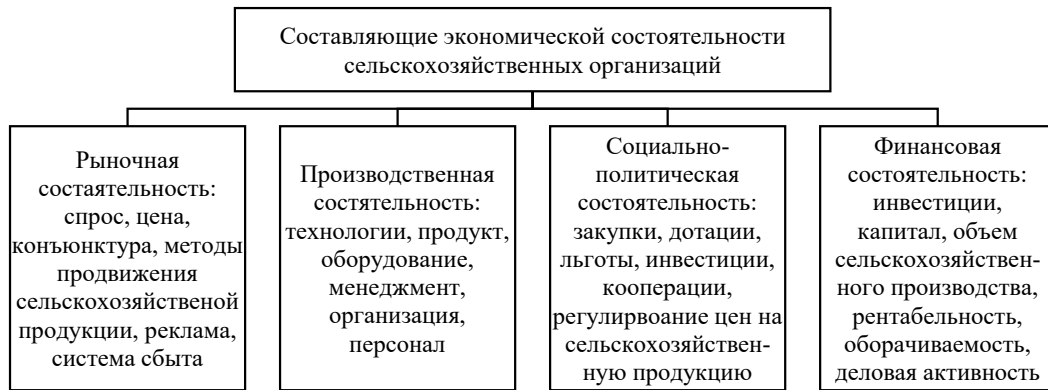 Составляющие экономической состоятельности
сельскохозяйственных организаций
Рыночная
состаятельность:
спрос, цена,
конъюнктура, методы
продвижения
сельскохозяйственой
продукции, реклама,
система сбыта
Производственная
состятельность:
технологии, продукт,
оборудование,
менеджмент,
организация,
персонал
Социально-
политическая
состоятельность:
закупки, дотации,
льготы, инвестиции,
кооперации,
регулирвоание цен на
сельскохозяйствен-
ную продукцию
Финансовая
состоятельность:
инвестиции,
капитал, объем
сельскохозяйствен-
ного производства,
рентабельность,
оборачиваемость,
деловая активность